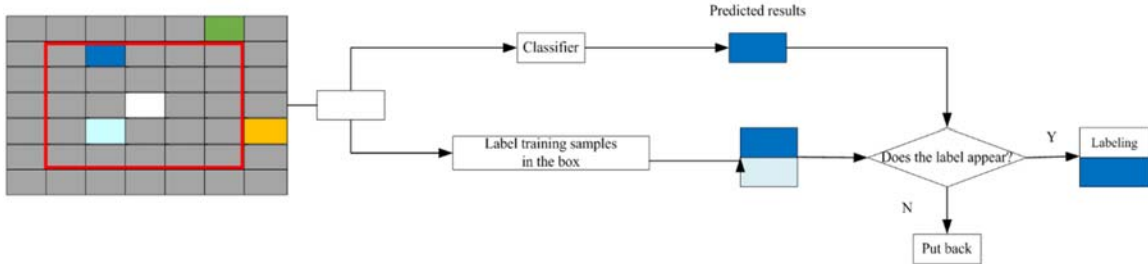 Predicted results
Classifier
Label training samples
in the box
Does the label appear?
Y
Labeling
N
Put back